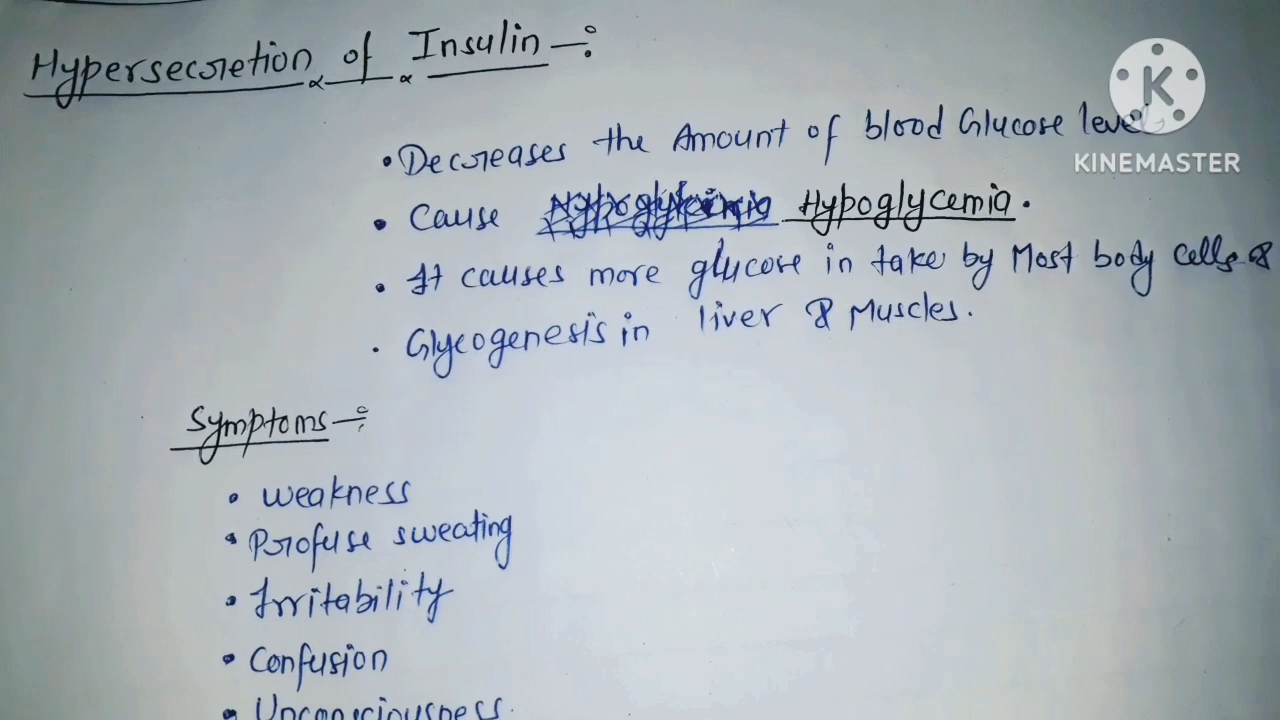 Hypersecretion of Insulin -:
• Decreases the Amount of blood Glucose level
KINEMASTER
• Cause Hypoglycemia.
• It causes more glucose in take by Most body cells &
• Glycogenesis in liver & Muscles.
Symptoms -:
• Weakness
• Profuse sweating
• Irritability
• Confusion
• Unconsciousness.